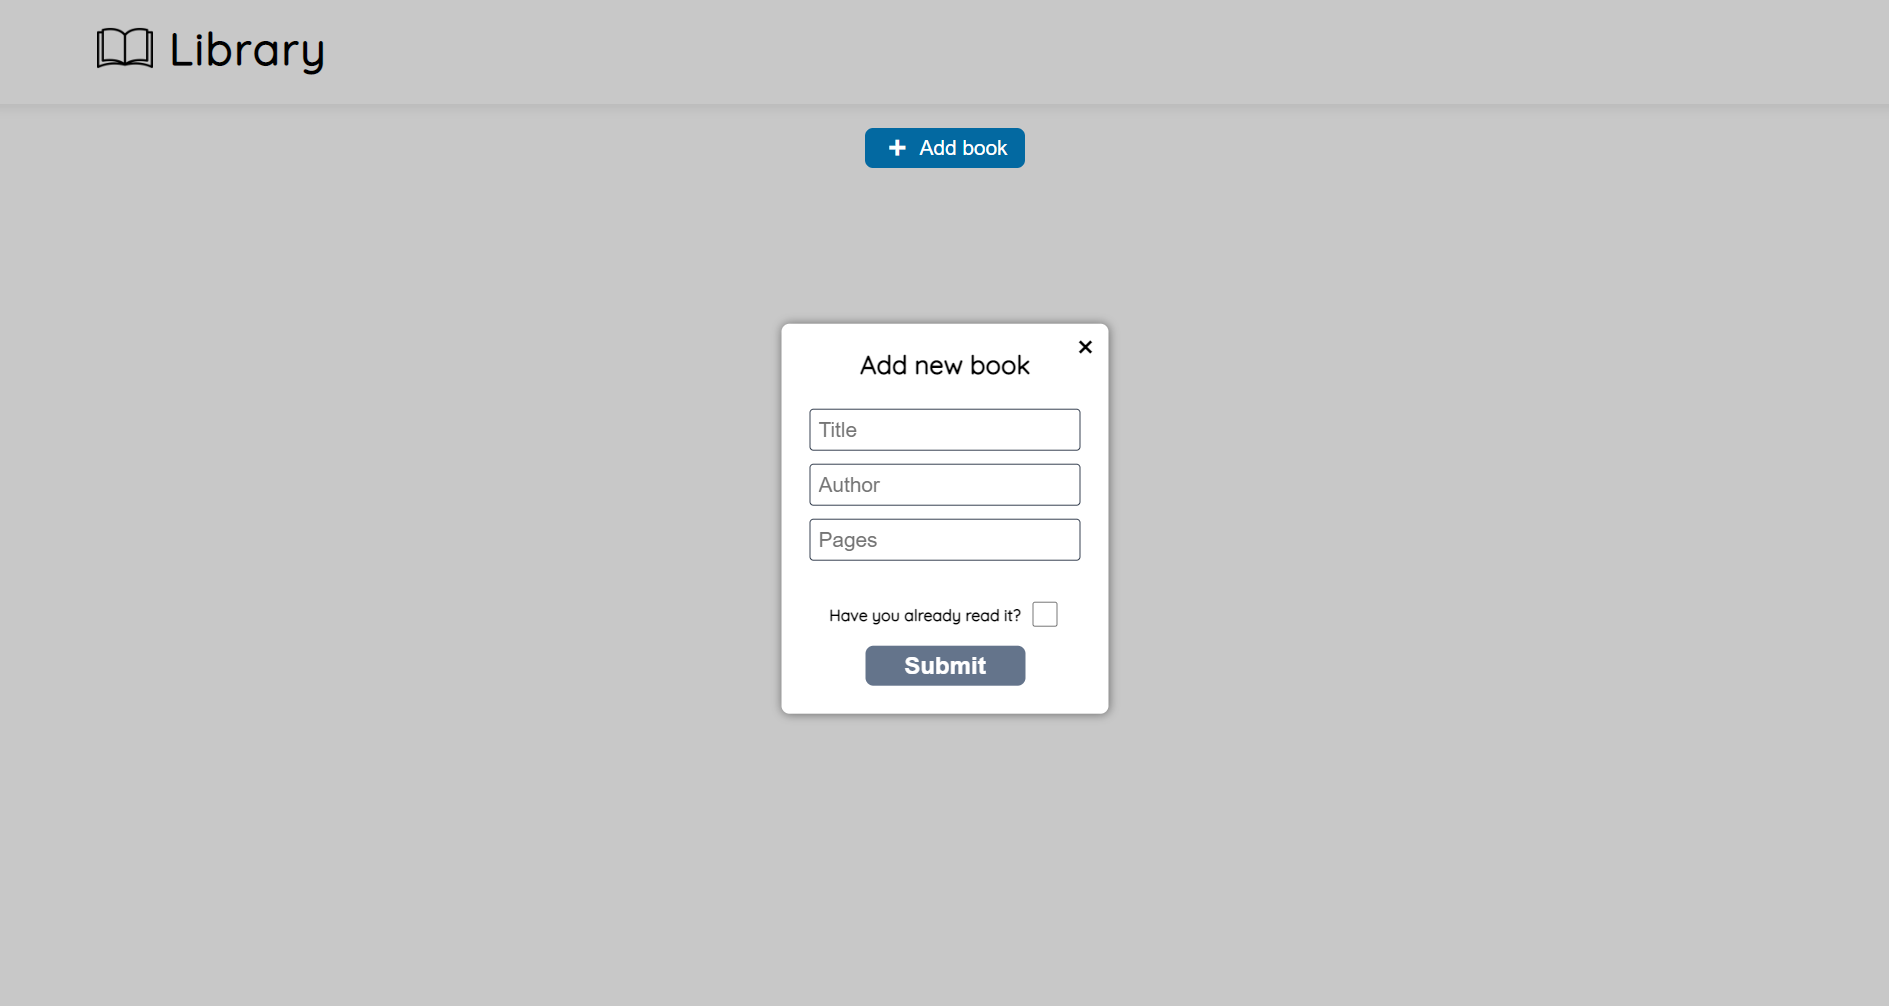 Library
Add book
Add new book
Title
Author
Pages
Have you already read it?
Submit